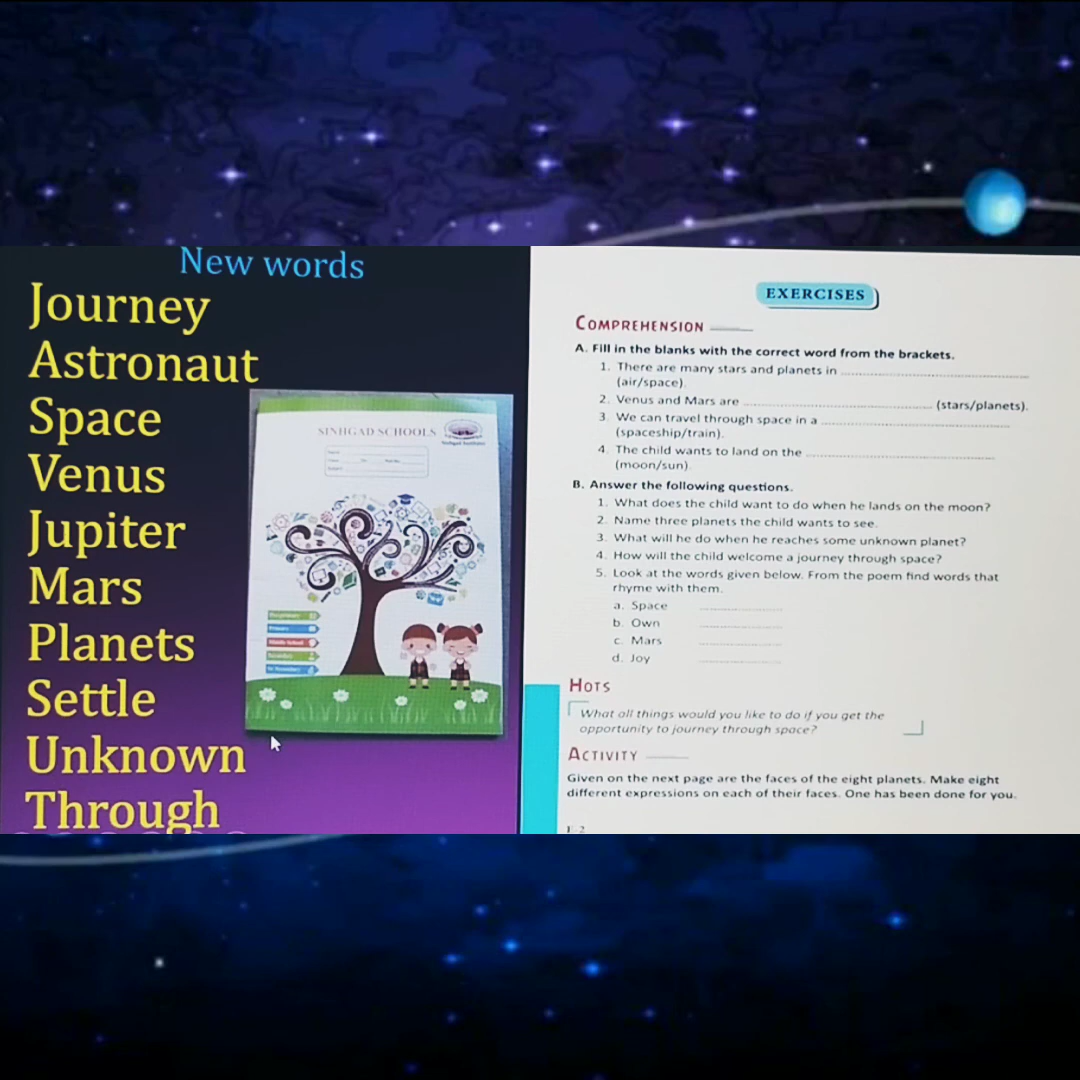 New words
Journey
Astronaut
Space
Venus
Jupiter
Mars
Planets
Settle
Unknown
Through
SINHGAD SCHOOLS
Sinhgad Institutes
EXERCISES
COMPREHENSION
A. Fill in the blanks with the correct word from the brackets.
1. There are many stars and planets in
(air/space).
2. Venus and Mars are (stars/planets).
3. We can travel through space in a
(spaceship/train).
4. The child wants to land on the
(moon/sun).
B. Answer the following questions.
1. What does the child want to do when he lands on the moon?
2. Name three planets the child wants to see.
3. What will he do when he reaches some unknown planet?
4. How will the child welcome a journey through space?
5. Look at the words given below. From the poem find words that
rhyme with them.
a. Space
b. Own
c. Mars
d. Joy
HOTS
What all things would you like to do if you get the
opportunity to journey through space?
ACTIVITY
Given on the next page are the faces of the eight planets. Make eight
different expressions on each of their faces. One has been done for you.